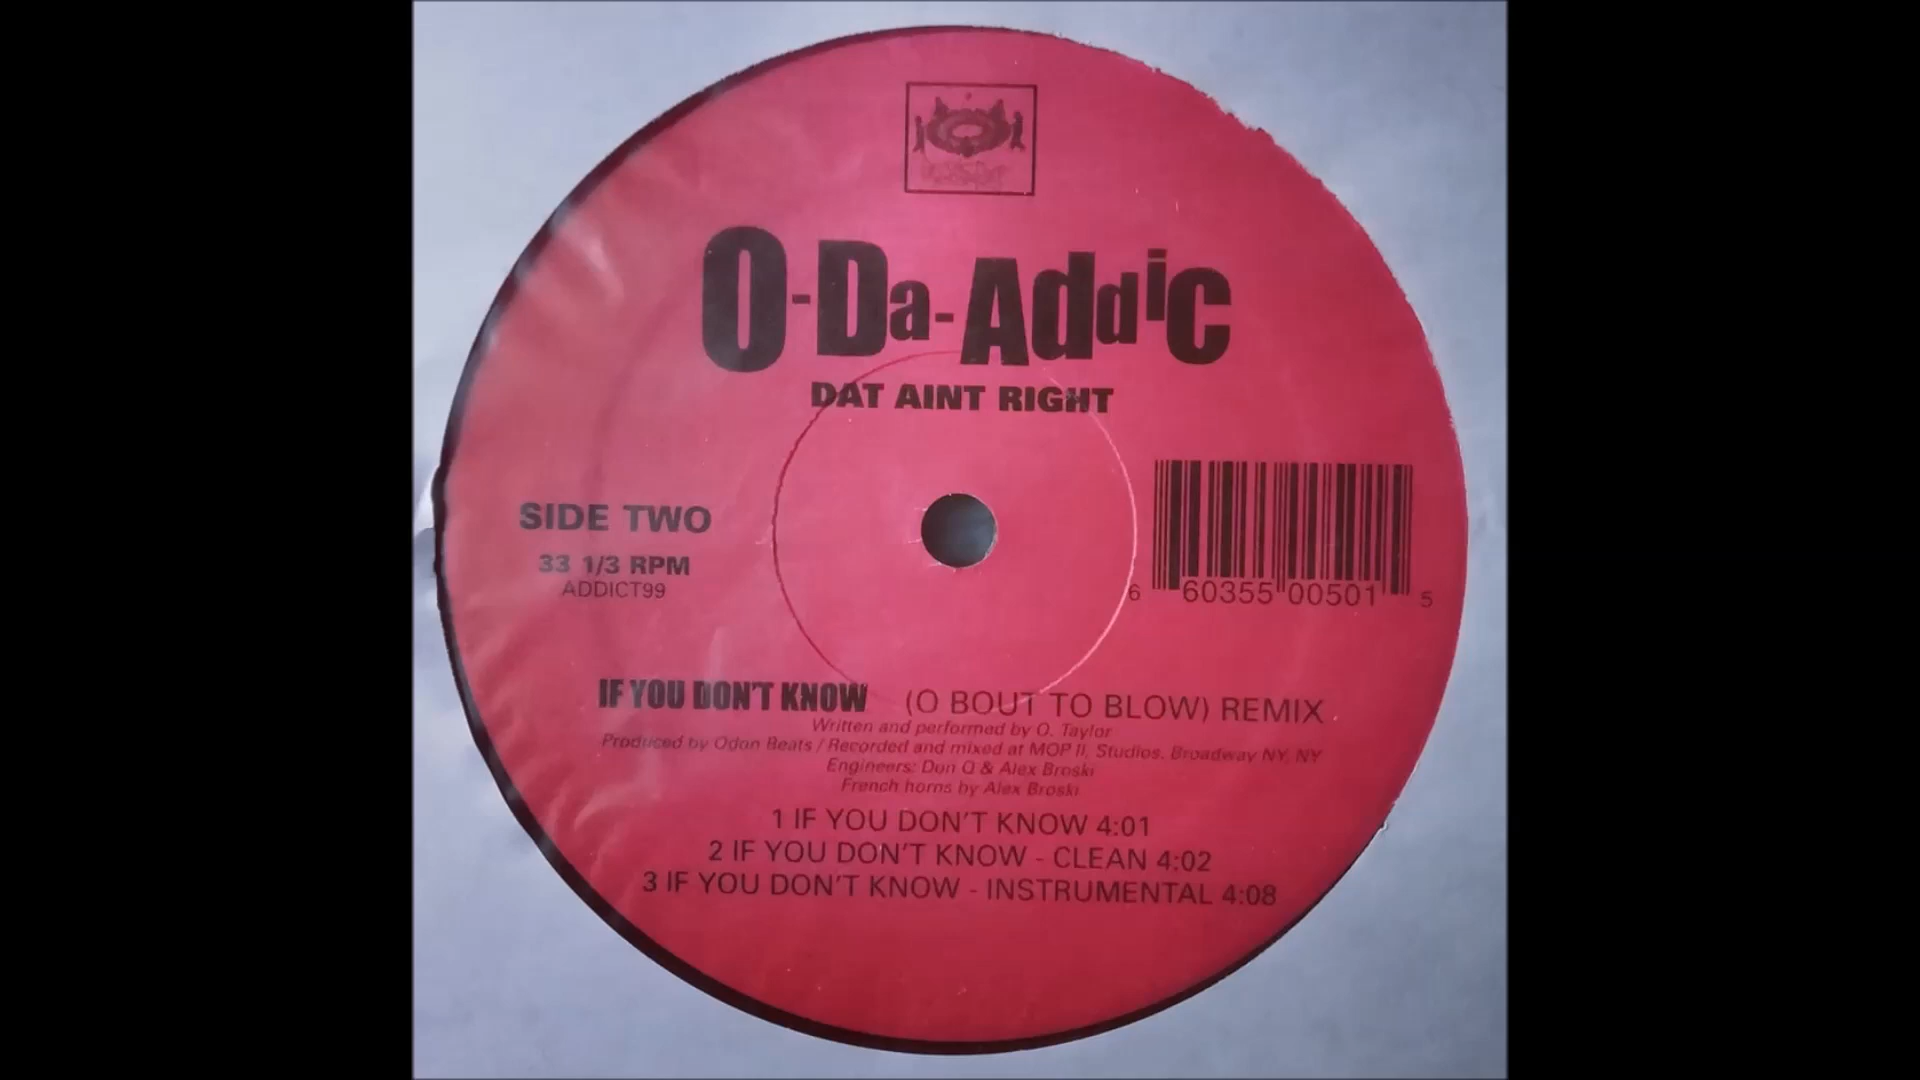 O-Da-Addic
DAT AINT RIGHT
SIDE TWO
33 1/3 RPM
ADDICT99
6 60355 00501 5
IF YOU DON'T KNOW (O BOUT TO BLOW) REMIX
Written and performed by O. Taylor
Produced by Odon Beats / Recorded and mixed at MOP II, Studios. Broadway NY, NY
Engineers: Don O & Alex Broski
French horns by Alex Broski
1 IF YOU DON'T KNOW 4:01
2 IF YOU DON'T KNOW - CLEAN 4:02
3 IF YOU DON'T KNOW - INSTRUMENTAL 4:08